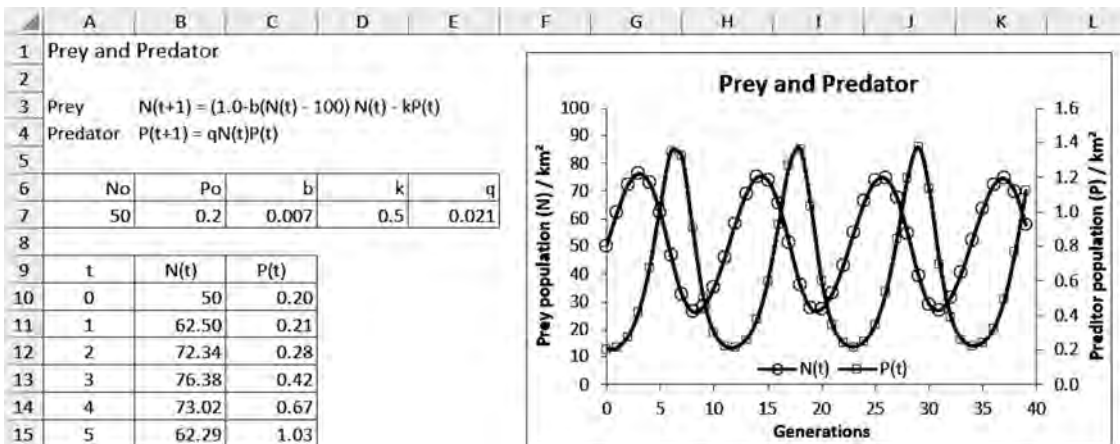 A B C D E F G H I J K L
1 Prey and Predator
2
3 Prey N(t+1) = (1.0-b(N(t) - 100) N(t) - kP(t)
4 Predator P(t+1) = qN(t)P(t)
5
6 No Po b k q
7 50 0.2 0.007 0.5 0.021
8
9 t N(t) P(t)
10 0 50 0.20
11 1 62.50 0.21
12 2 72.34 0.28
13 3 76.38 0.42
14 4 73.02 0.67
15 5 62.29 1.03
Prey and Predator
Prey population (N) / km²
100
90
80
70
60
50
40
30
20
10
0
1.6
1.4
1.2
1.0
0.8
0.6
0.4
0.2
0.0
Preditor population (P) / km²
N(t) P(t)
0 5 10 15 20 25 30 35 40
Generations